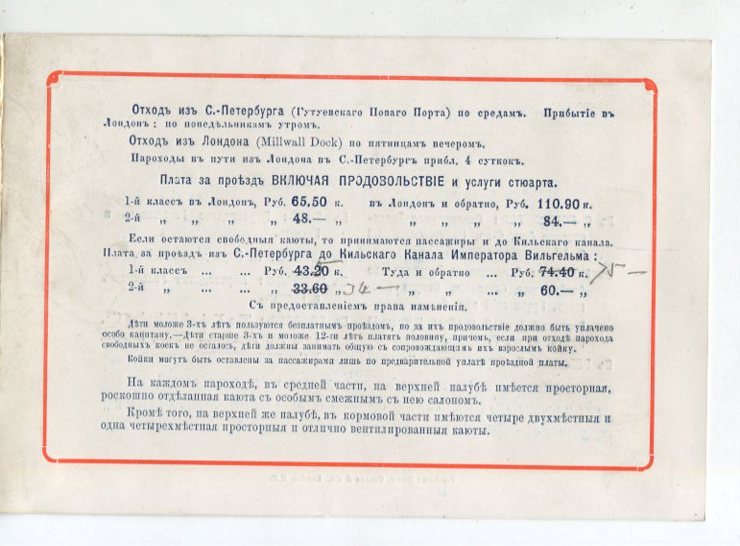 Отходъ изъ С.-Петербурга (Гутуевскаго Новаго Порта) по средамъ. Прибытіе въ
Лондонъ: по понедѣльникамъ утромъ.
Отходъ изъ Лондона (Millwall Dock) по пятницамъ вечеромъ.
Пароходы въ пути изъ Лондона въ С.-Петербургъ прибл. 4 сутокъ.
Плата за проѣздъ ВКЛЮЧАЯ ПРОДОВОЛЬСТВІЕ и услуги стюарта.
1-й классъ въ Лондонъ, Руб. 65,50 к. въ Лондонъ и обратно, Руб. 110.90 к.
2-й „ „ „ „ 48.— „ „ „ „ „ 84.— „
Если остаются свободныя каюты, то принимаются пассажиры и до Кильскаго канала.
Плата за проѣздъ изъ С.-Петербурга до Кильскаго Канала Императора Вильгельма:
1-й классъ ... ... Руб. 43.20 к. Туда и обратно ... Руб. 74.40 к. 75 —
2-й „ ... ... „ 33.60 „ 34 — „ „ ... „ 60.— „
Съ предоставленіемъ права измѣненія.
Дѣти моложе 3-хъ лѣтъ пользуются безплатнымъ проѣздомъ, но за ихъ продовольствіе должно быть уплачено
особо капитану.—Дѣти старше 3-хъ и моложе 12-ти лѣтъ платятъ половину, причемъ, если при отходѣ парохода
свободныхъ коекъ не осталось, дѣти должны занимать общую съ сопровождающимъ ихъ взрослымъ койку.
Койки могутъ быть оставлены за пассажирами лишь по предварительной уплатѣ проѣздной платы.
На каждомъ пароходѣ, въ средней части, на верхней палубѣ имѣется просторная,
роскошно отдѣланная каюта съ особымъ смежнымъ съ нею салономъ.
Кромѣ того, на верхней же палубѣ, въ кормовой части имѣются четыре двухмѣстныя и
одна четырехмѣстная просторныя и отлично вентилированныя каюты.